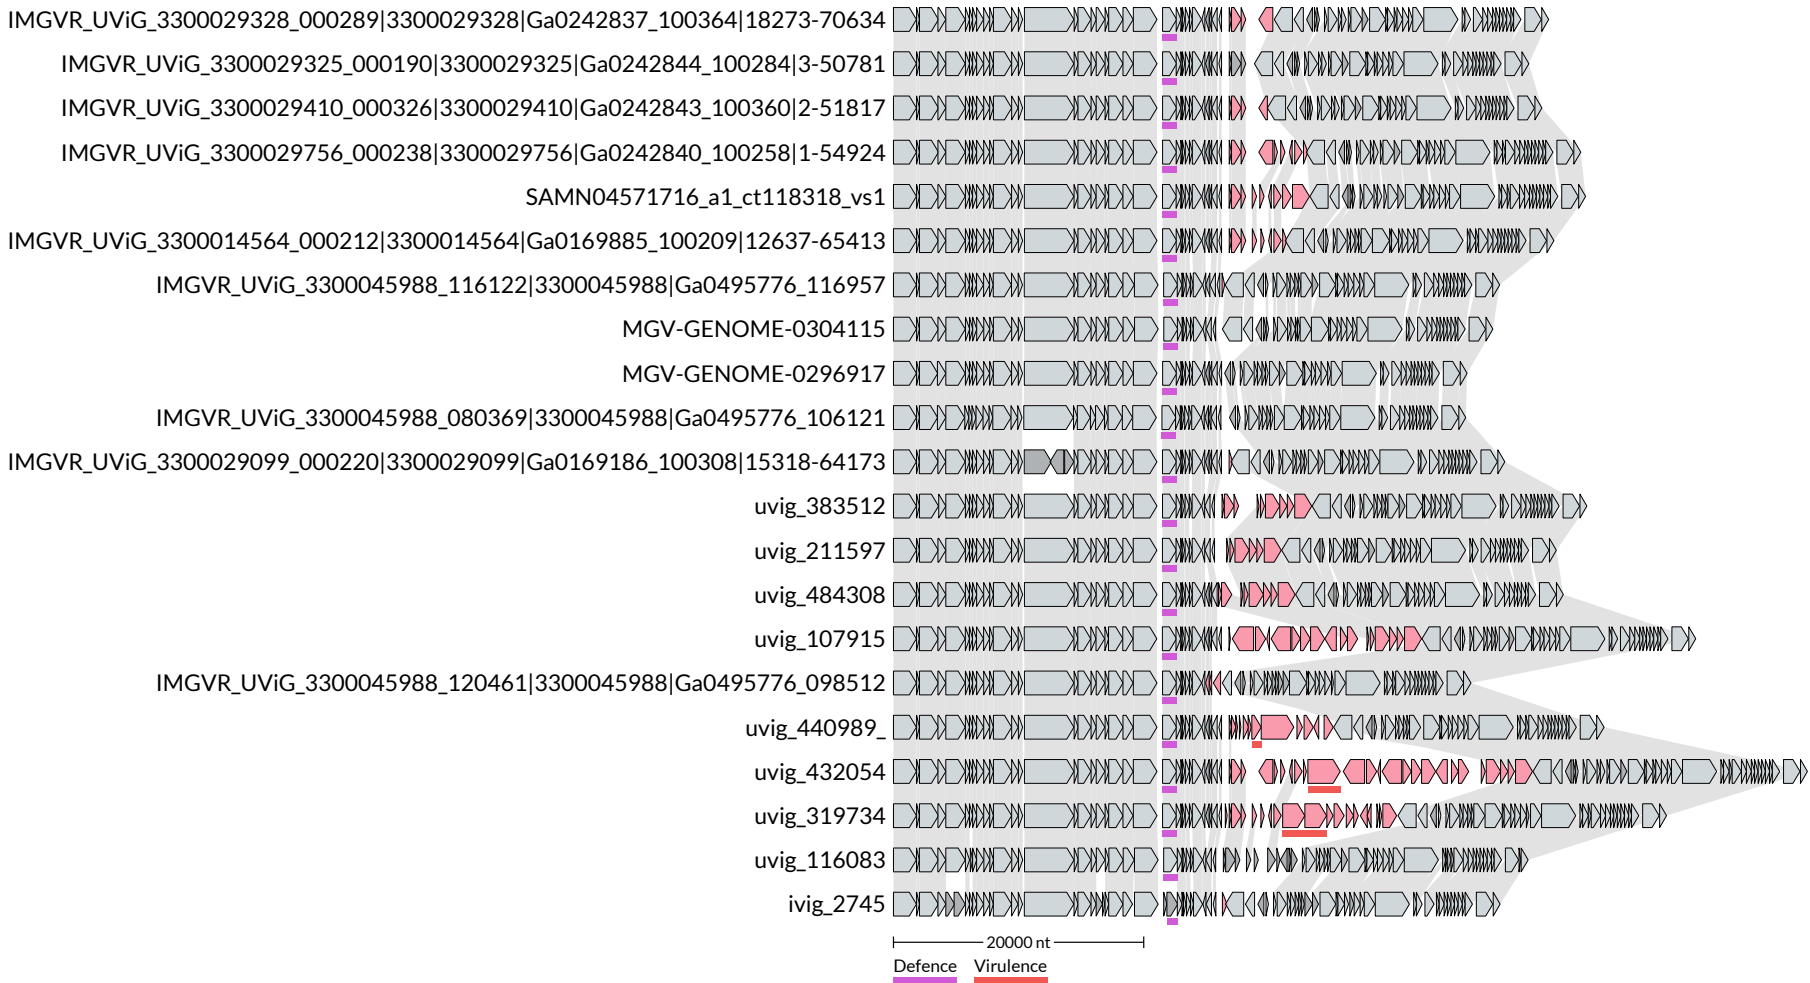 IMGVR_UViG_3300029328_000289|3300029328|Ga0242837_100364|18273-70634
IMGVR_UViG_3300029325_000190|3300029325|Ga0242844_100284|3-50781
IMGVR_UViG_3300029410_000326|3300029410|Ga0242843_100360|2-51817
IMGVR_UViG_3300029756_000238|3300029756|Ga0242840_100258|1-54924
SAMN04571716_a1_ct118318_vs1
IMGVR_UViG_3300014564_000212|3300014564|Ga0169885_100209|12637-65413
IMGVR_UViG_3300045988_116122|3300045988|Ga0495776_116957
MGV-GENOME-0304115
MGV-GENOME-0296917
IMGVR_UViG_3300045988_080369|3300045988|Ga0495776_106121
IMGVR_UViG_3300029099_000220|3300029099|Ga0169186_100308|15318-64173
uvig_383512
uvig_211597
uvig_484308
uvig_107915
IMGVR_UViG_3300045988_120461|3300045988|Ga0495776_098512
uvig_440989_
uvig_432054
uvig_319734
uvig_116083
ivig_2745
20000 nt
Defence Virulence